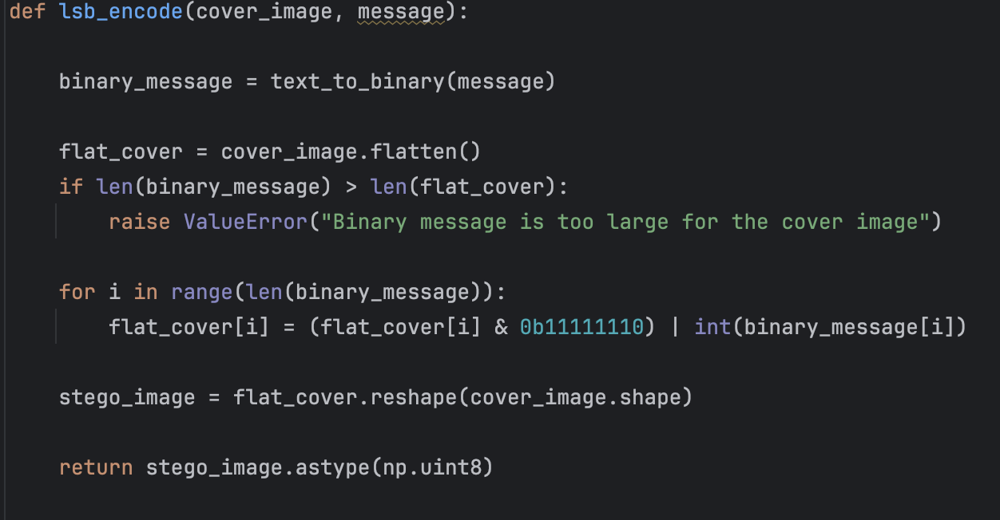 def lsb_encode(cover_image, message):
    binary_message = text_to_binary(message)
    flat_cover = cover_image.flatten()
    if len(binary_message) > len(flat_cover):
        raise ValueError("Binary message is too large for the cover image")
    for i in range(len(binary_message)):
        flat_cover[i] = (flat_cover[i] & 0b11111110) | int(binary_message[i])
    stego_image = flat_cover.reshape(cover_image.shape)
    return stego_image.astype(np.uint8)